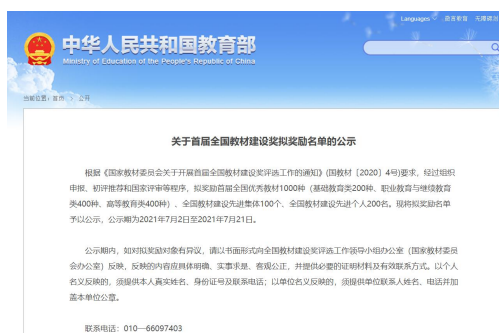 Languages
语言教育 无障碍浏
中华人民共和国教育部
Ministry of Education of the People's Republic of China
当前位置: 首页 > 公开
关于首届全国教材建设奖拟奖励名单的公示
根据《国家教材委员会关于开展首届全国教材建设奖评选工作的通知》(国教材〔2020〕4号)要求，经过组织
申报、初评推荐和国家评审等程序，拟奖励首届全国优秀教材1000种（基础教育类200种、职业教育与继续教育
类400种、高等教育类400种）、全国教材建设先进集体100个、全国教材建设先进个人200名。现将拟奖励名单
予以公示，公示期为2021年7月2日至2021年7月21日。
公示期内，如对拟奖励对象有异议，请以书面形式向全国教材建设奖评选工作领导小组办公室（国家教材委员
会办公室）反映，反映的内容应具体明确、实事求是、客观公正，并提供必要的证明材料及有效联系方式。以个人
名义反映的，须提供本人真实姓名、身份证号及联系电话；以单位名义反映的，须提供单位联系人姓名、电话并加
盖本单位公章。
联系电话：010—66097403